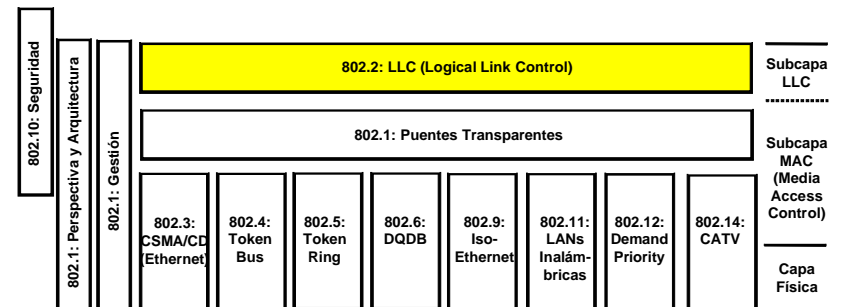 802.10: Seguridad
802.1: Perspectiva y Arquitectura
802.1: Gestión
802.2: LLC (Logical Link Control)
802.1: Puentes Transparentes
802.3:
CSMA/CD
(Ethernet)
802.4:
Token
Bus
802.5:
Token
Ring
802.6:
DQDB
802.9:
Iso-
Ethernet
802.11:
LANs
Inalám-
bricas
802.12:
Demand
Priority
802.14:
CATV
Subcapa
LLC
Subcapa
MAC
(Media
Access
Control)
Capa
Física